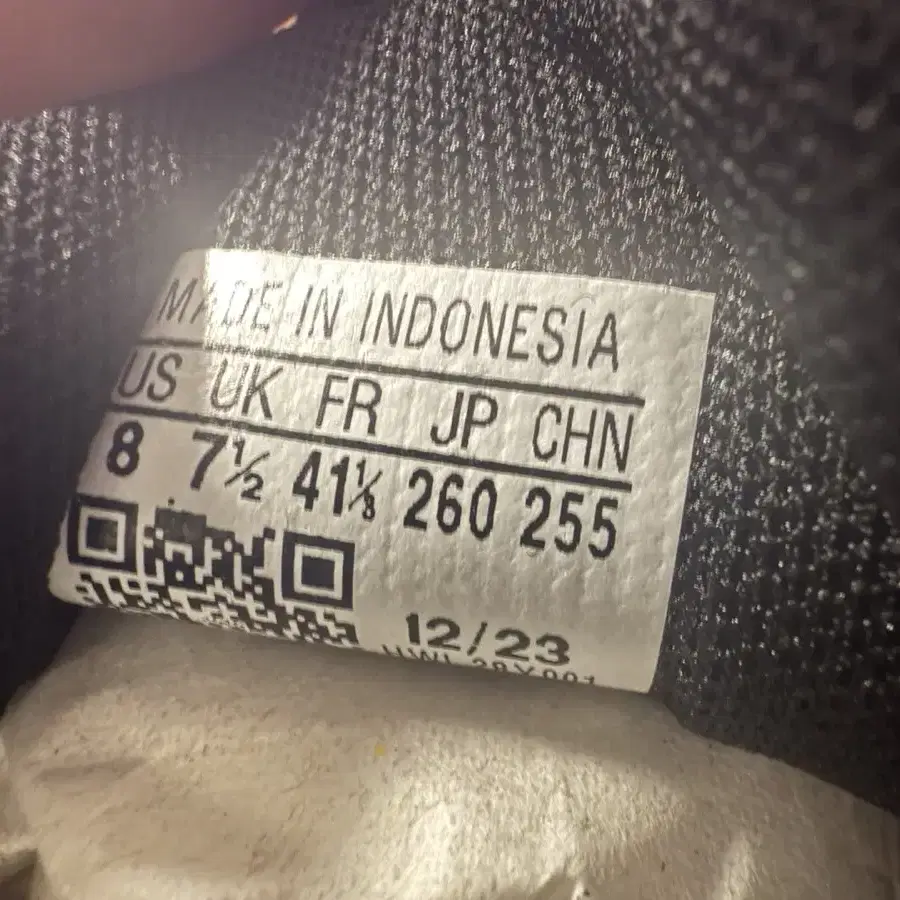 MADE IN INDONESIA
US UK FR JP CHN
8 7½ 41⅓ 260 255
12/23